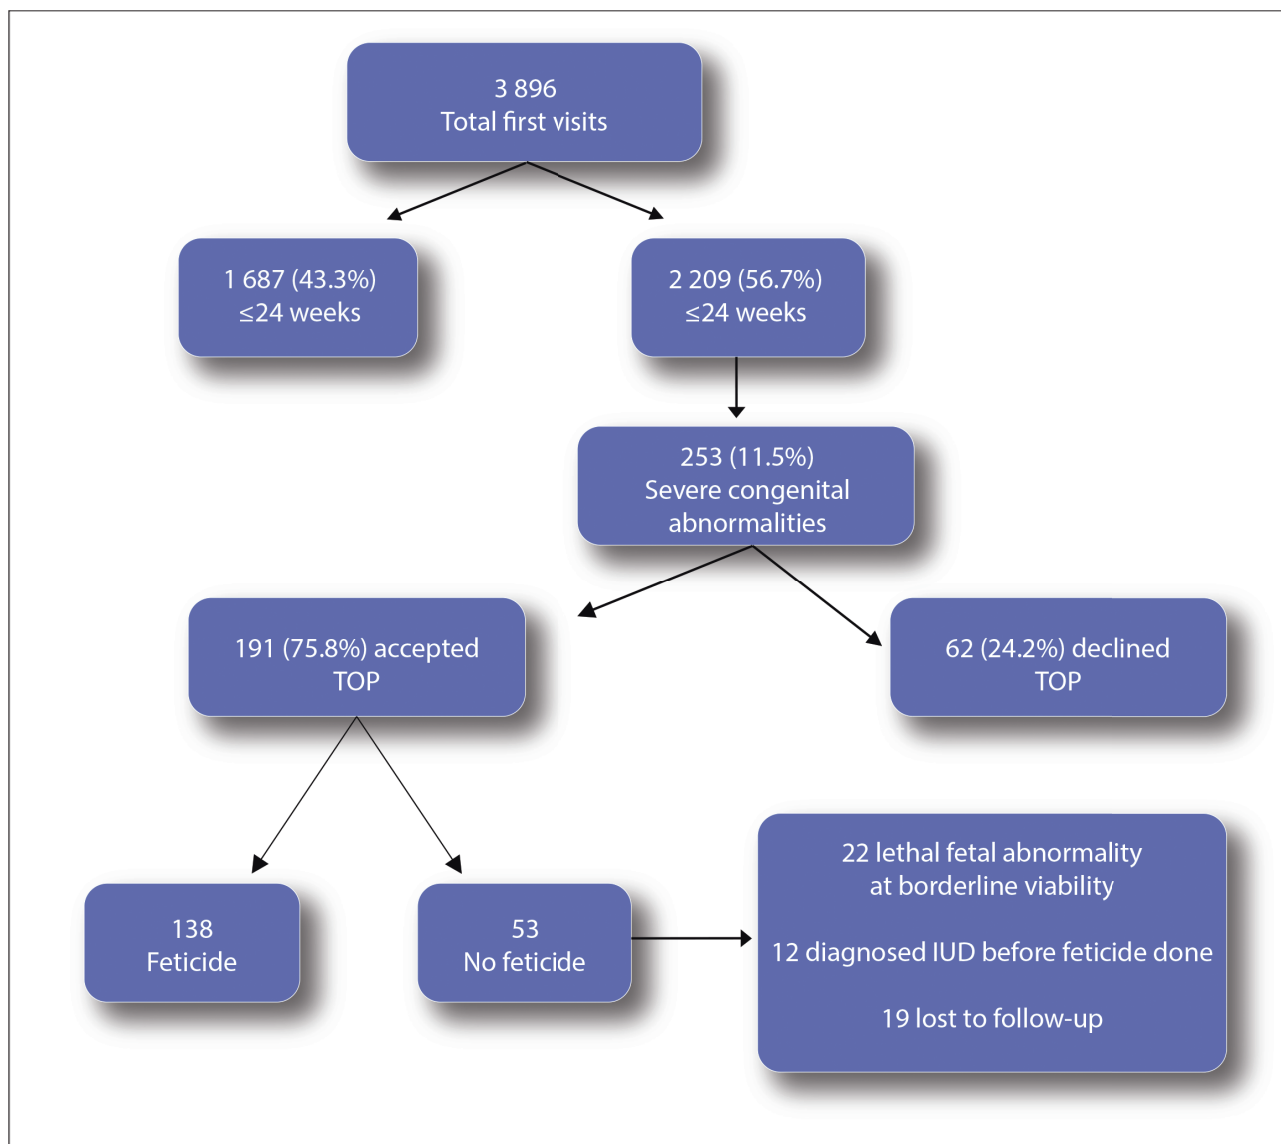 3 896
Total first visits
1 687 (43.3%)
≤24 weeks
2 209 (56.7%)
≤24 weeks
253 (11.5%)
Severe congenital
abnormalities
191 (75.8%) accepted
TOP
62 (24.2%) declined
TOP
138
Feticide
53
No feticide
22 lethal fetal abnormality
at borderline viability
12 diagnosed IUD before feticide done
19 lost to follow-up